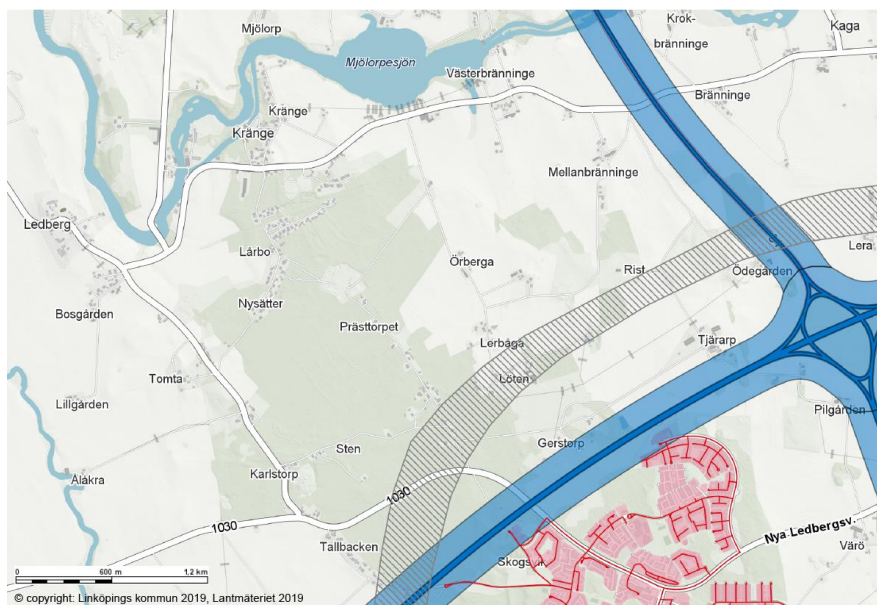 Mjölorp
Krok-
bränninge
Kaga
Mjölorpesjön
Västerbränninge
Bränninge
Kränge
Kränge
Mellanbränninge
Ledberg
Lårbo
Örberga
Rist
Ödegården
Lera
Nysätter
Bosgården
Prästtorpet
Lerbåga
Tjärarp
Tomta
Löten
Lillgården
Pilgården
Sten
Gerstorp
Ålåkra
Karlstorp
1030
1030
Nya Ledbergsv.
Tallbacken
Värö
0 600 m 1,2 km
© copyright: Linköpings kommun 2019, Lantmäteriet 2019